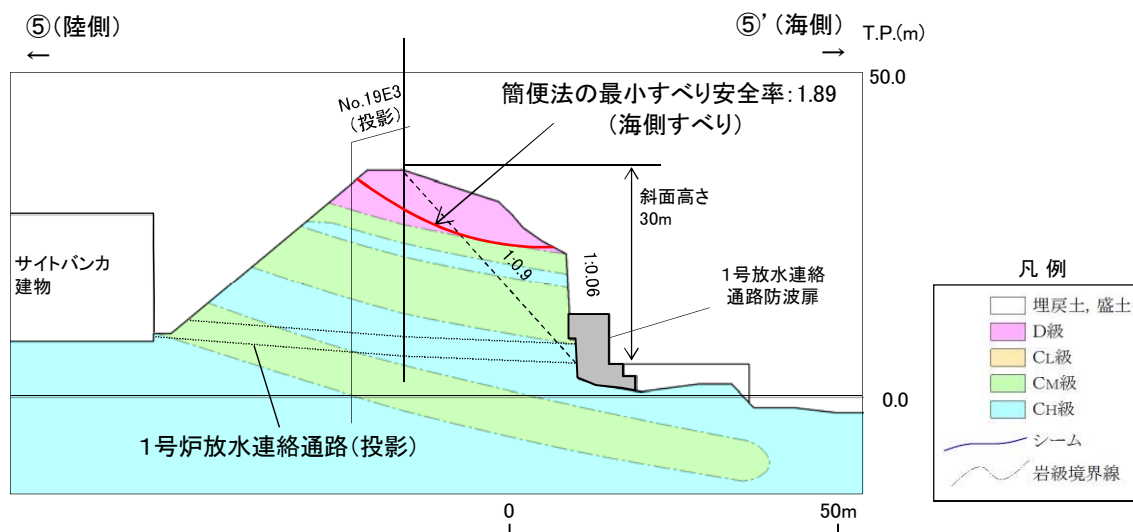 ⑤(陸側)
←
⑤'(海側)
→
T.P.(m)
50.0
No.19E3
(投影)
簡便法の最小すべり安全率:1.89
(海側すべり)
斜面高さ
30m
サイトバンカ
建物
1:0.9
1:0.06
1号放水連絡
通路防波扉
0.0
1号炉放水連絡通路(投影)
0
50m
凡 例
埋戻土, 盛土
D級
CL級
CM級
CH級
シーム
岩級境界線